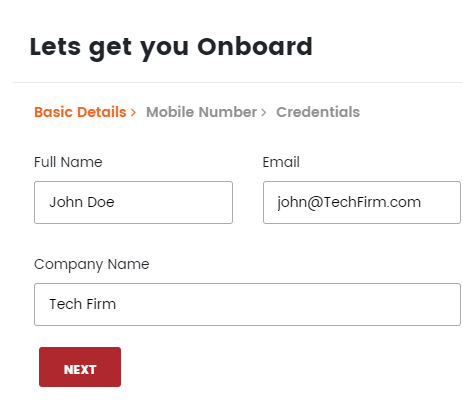 Lets get you Onboard
Basic Details > Mobile Number > Credentials
Full Name
Email
John Doe
john@TechFirm.com
Company Name
Tech Firm
NEXT